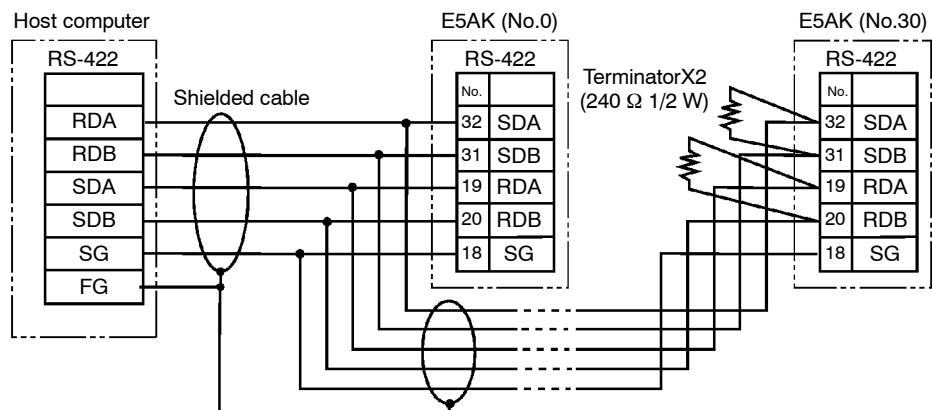 Host computer
RS-422
RDA
RDB
SDA
SDB
SG
FG
Shielded cable
E5AK (No.0)
RS-422
No.
32 SDA
31 SDB
19 RDA
20 RDB
18 SG
TerminatorX2
(240 Ω 1/2 W)
E5AK (No.30)
RS-422
No.
32 SDA
31 SDB
19 RDA
20 RDB
18 SG